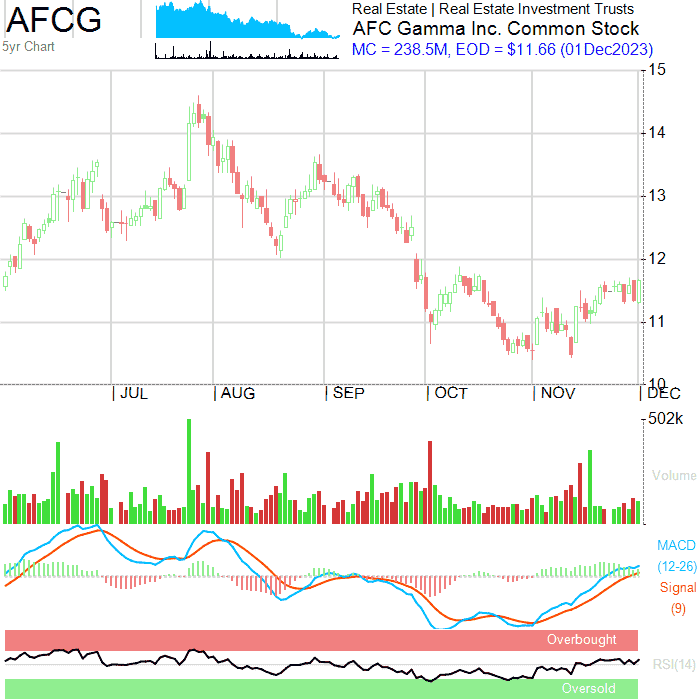 AFCG
5yr Chart
Real Estate | Real Estate Investment Trusts
AFC Gamma Inc. Common Stock
MC = 238.5M, EOD = $11.66 (01Dec2023)
15
14
13
12
11
10
JUL AUG SEP OCT NOV DEC
502k
Volume
MACD
(12-26)
Signal
(9)
Overbought
RSI(14)
Oversold